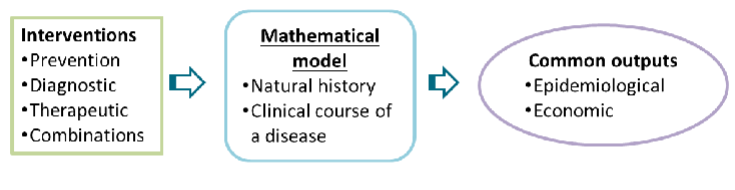 Interventions
•Prevention
•Diagnostic
•Therapeutic
•Combinations
Mathematical
model
•Natural history
•Clinical course of
a disease
Common outputs
•Epidemiological
•Economic